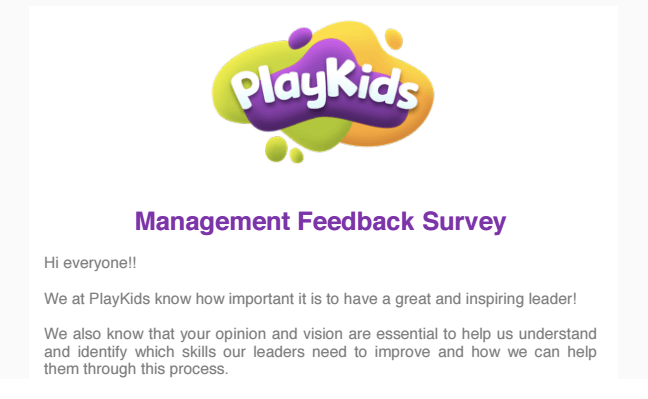 PlayKids
Management Feedback Survey
Hi everyone!!
We at PlayKids know how important it is to have a great and inspiring leader!
We also know that your opinion and vision are essential to help us understand
and identify which skills our leaders need to improve and how we can help
them through this process.